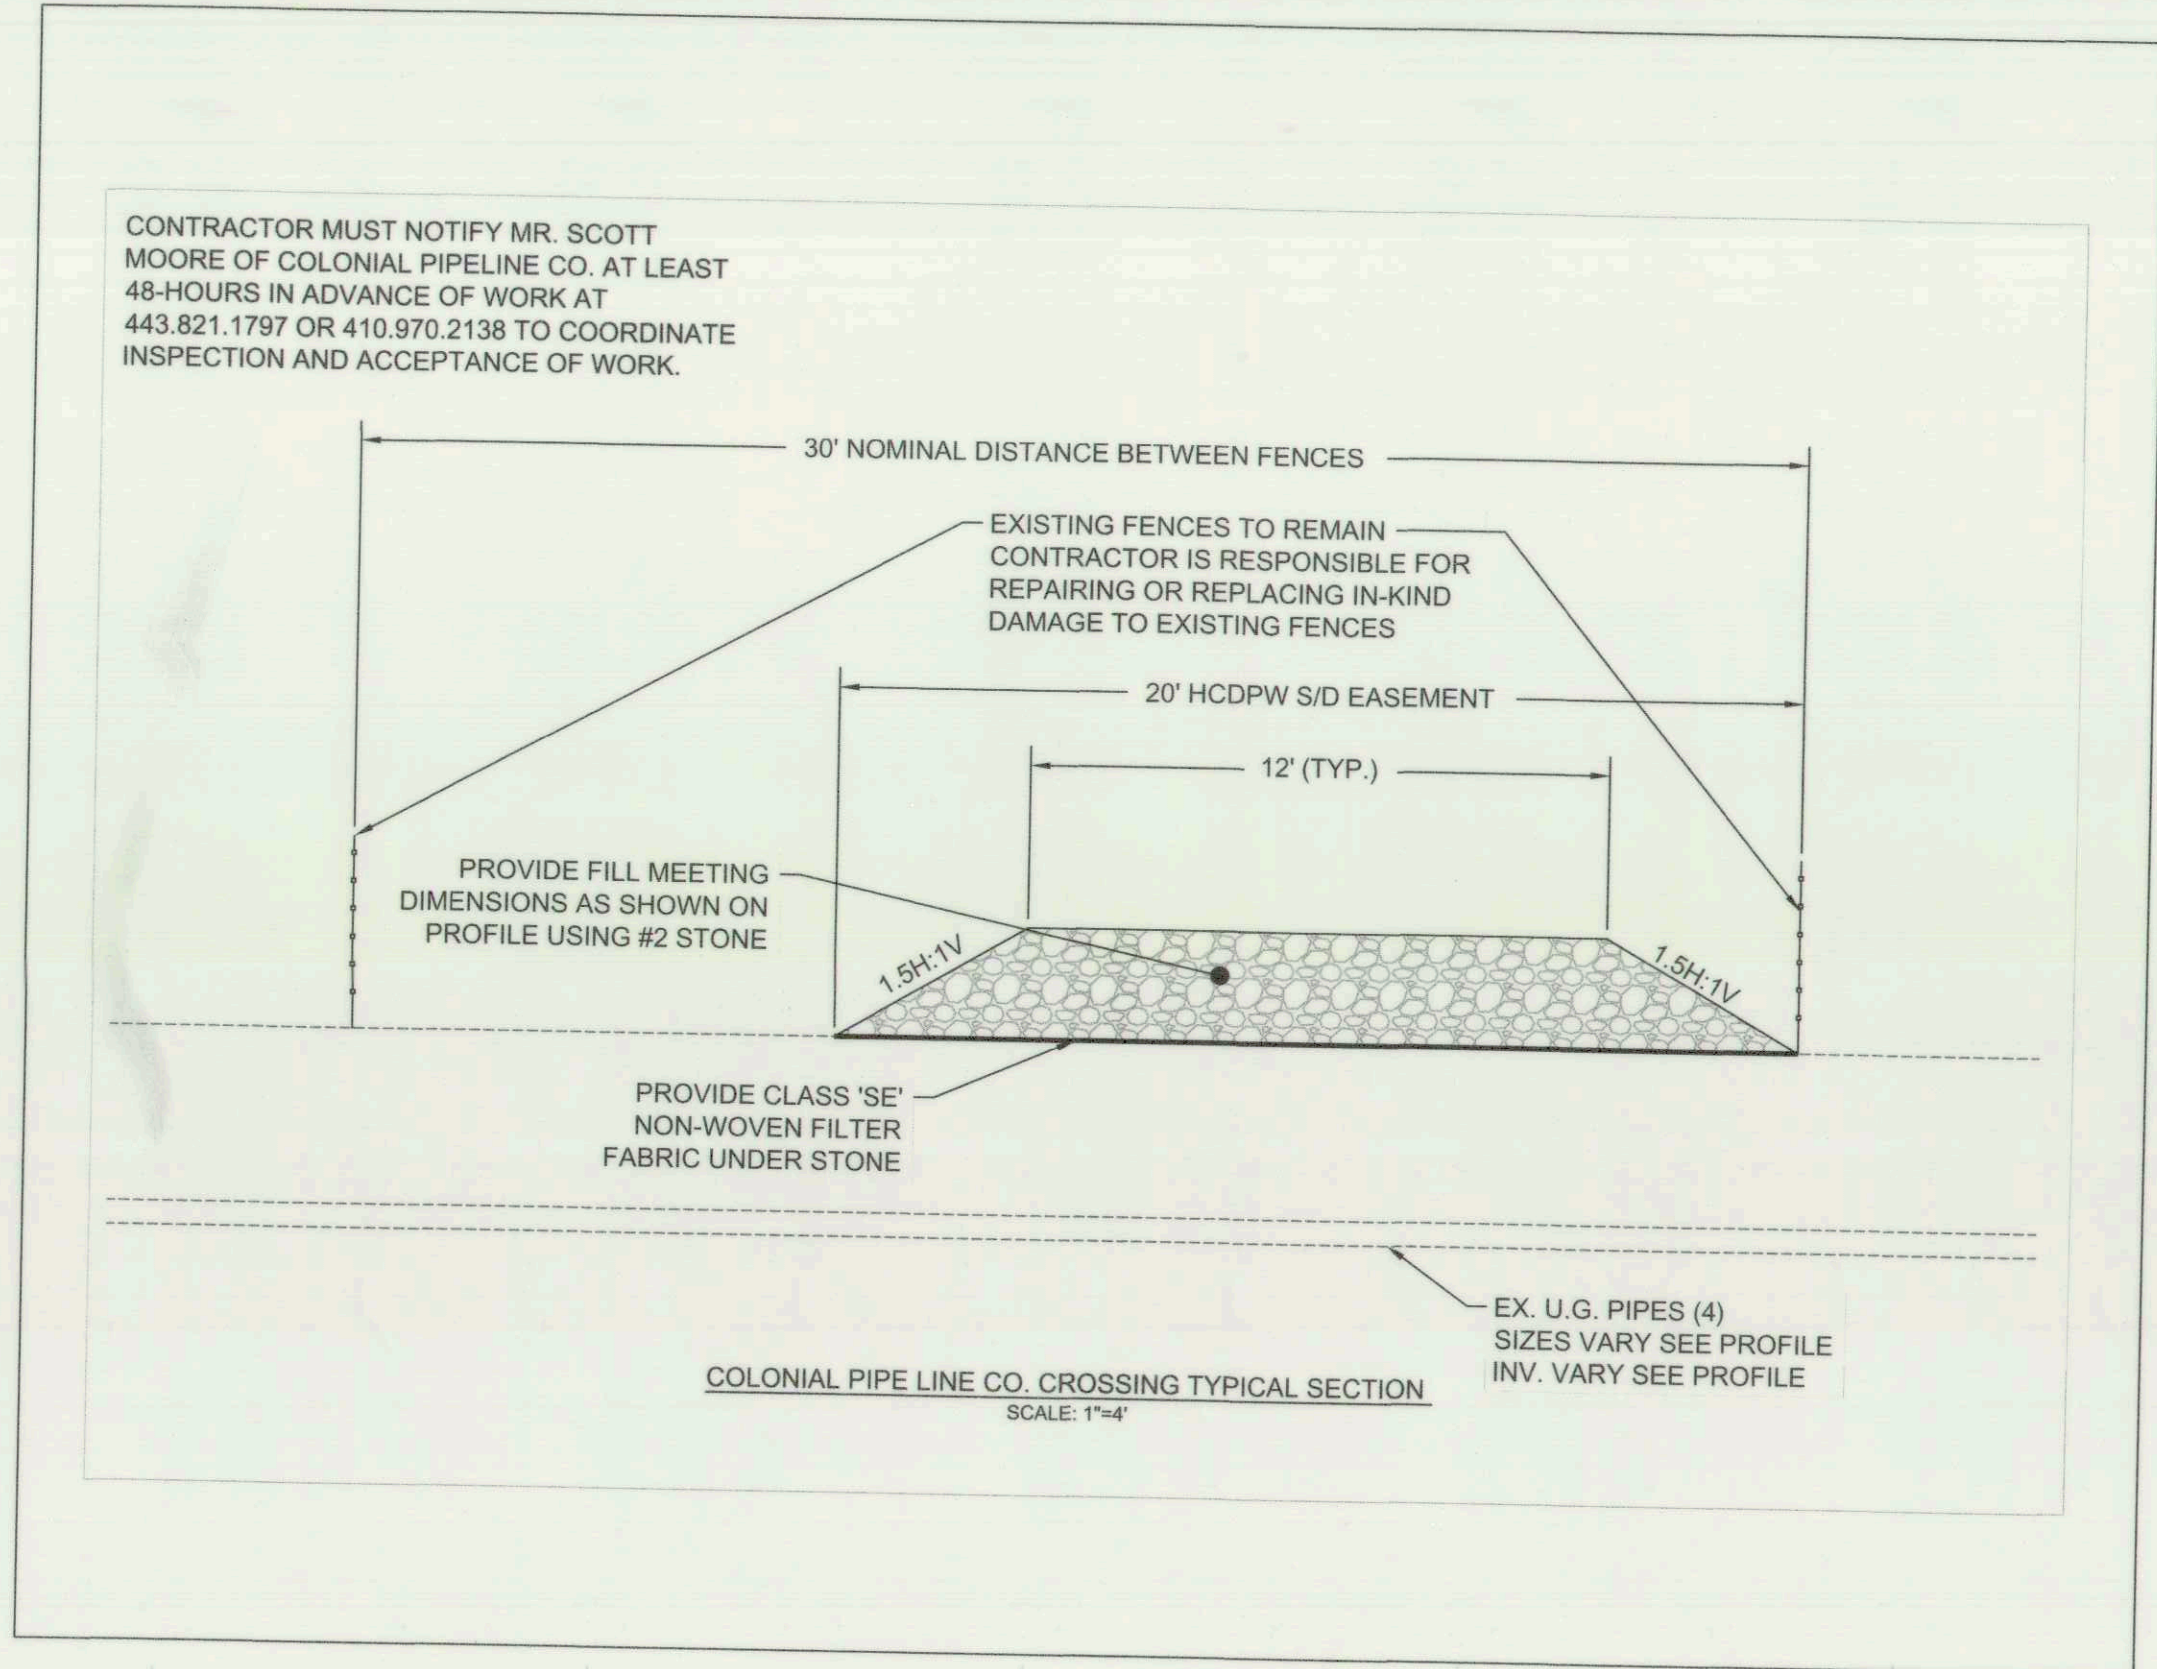 CONTRACTOR MUST NOTIFY MR. SCOTT
MOORE OF COLONIAL PIPELINE CO. AT LEAST
48-HOURS IN ADVANCE OF WORK AT
443.821.1797 OR 410.970.2138 TO COORDINATE
INSPECTION AND ACCEPTANCE OF WORK.
30' NOMINAL DISTANCE BETWEEN FENCES
EXISTING FENCES TO REMAIN
CONTRACTOR IS RESPONSIBLE FOR
REPAIRING OR REPLACING IN-KIND
DAMAGE TO EXISTING FENCES
20' HCDPW S/D EASEMENT
12' (TYP.)
PROVIDE FILL MEETING
DIMENSIONS AS SHOWN ON
PROFILE USING #2 STONE
1.5H:1V
1.5H:1V
PROVIDE CLASS 'SE'
NON-WOVEN FILTER
FABRIC UNDER STONE
EX. U.G. PIPES (4)
SIZES VARY SEE PROFILE
INV. VARY SEE PROFILE
COLONIAL PIPE LINE CO. CROSSING TYPICAL SECTION
SCALE: 1"=4'